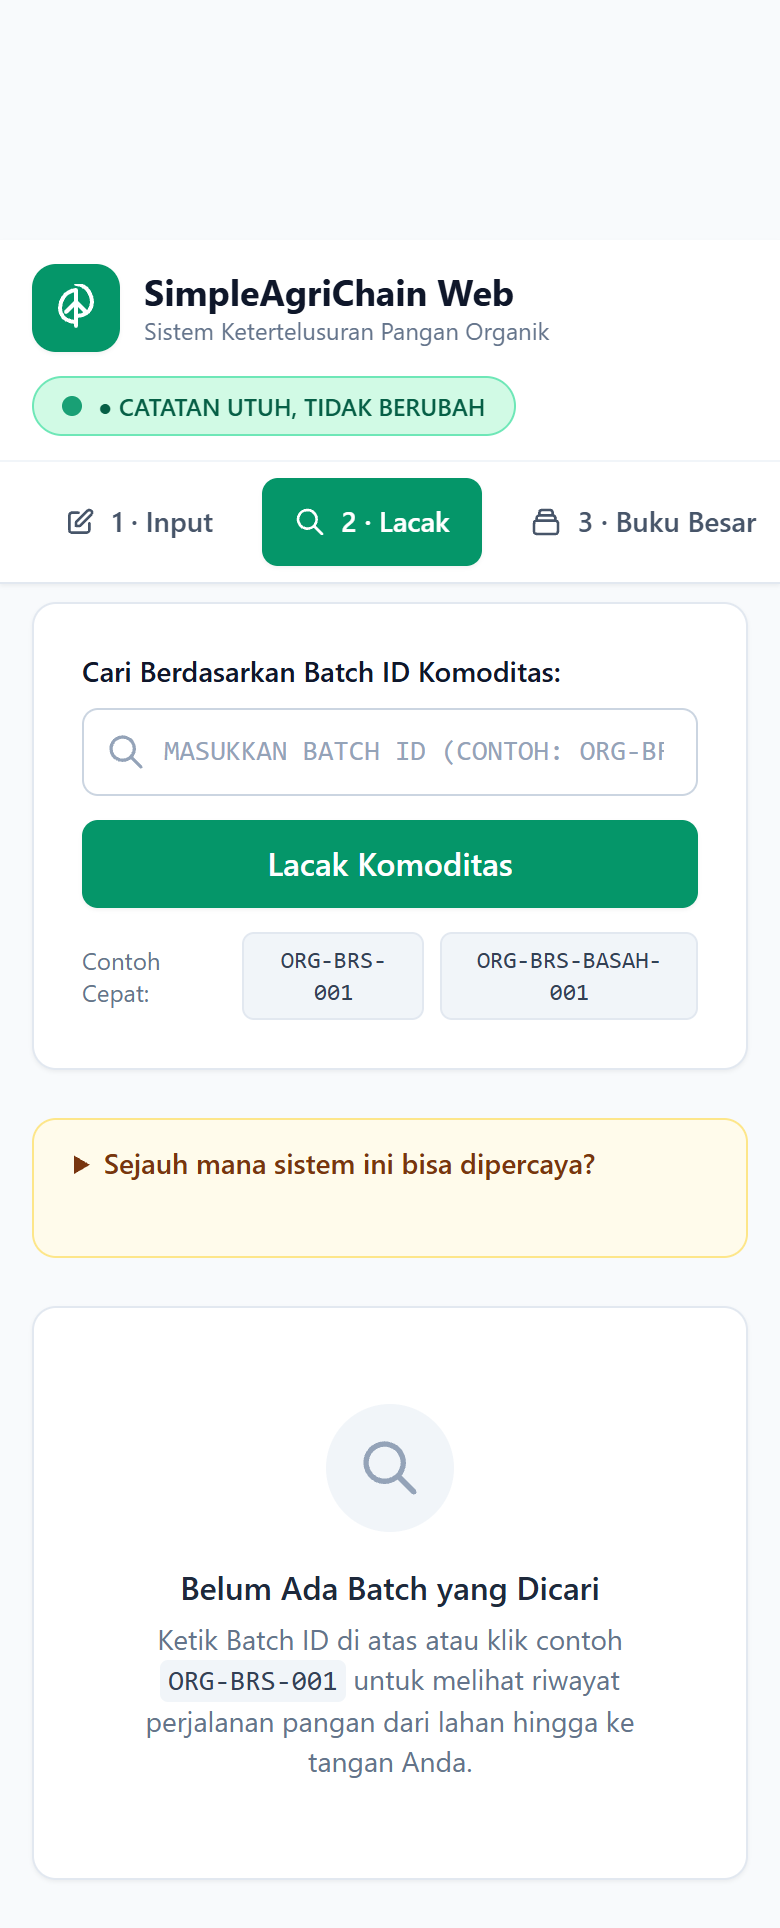 SimpleAgriChain Web
Sistem Ketertelusuran Pangan Organik
• CATATAN UTUH, TIDAK BERUBAH
1 · Input
2 · Lacak
3 · Buku Besar
Cari Berdasarkan Batch ID Komoditas:
MASUKKAN BATCH ID (CONTOH: ORG-BR
Lacak Komoditas
Contoh
Cepat:
ORG-BRS-
001
ORG-BRS-BASAH-
001
Sejauh mana sistem ini bisa dipercaya?
Belum Ada Batch yang Dicari
Ketik Batch ID di atas atau klik contoh
ORG-BRS-001 untuk melihat riwayat
perjalanan pangan dari lahan hingga ke
tangan Anda.